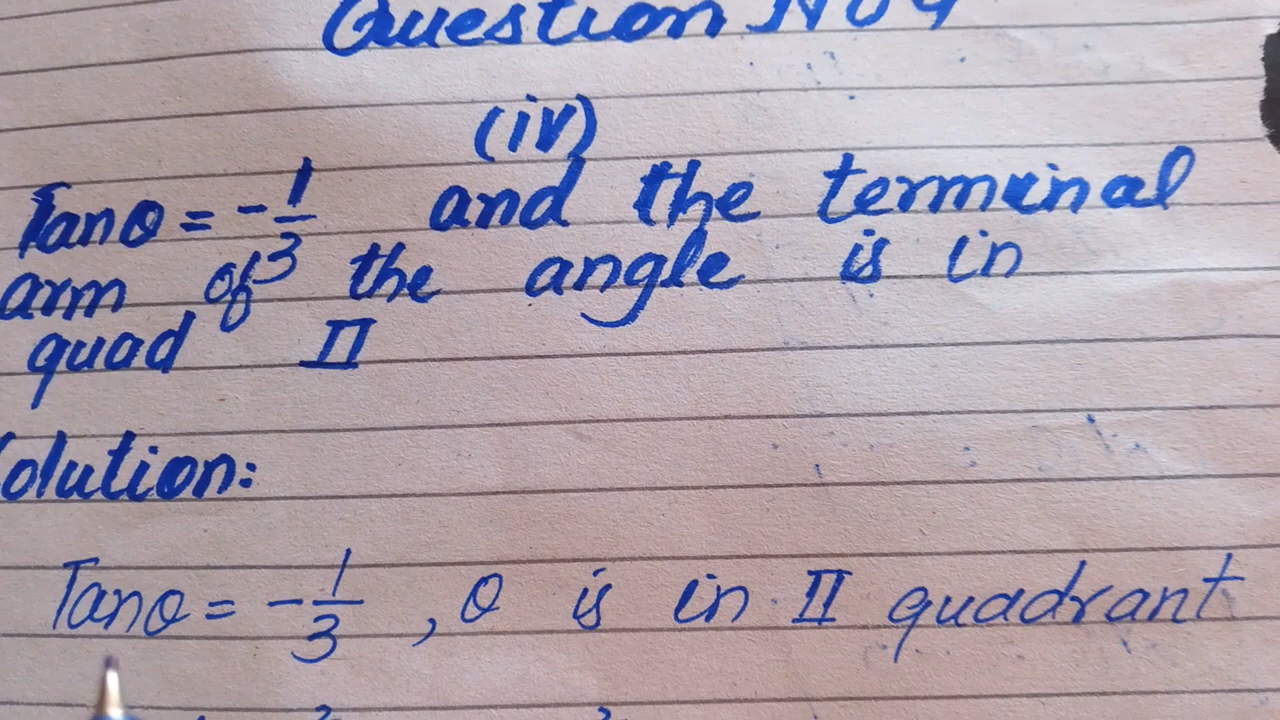 Question No 4
(iv)
Tanθ = -1/3 and the terminal
arm of the angle is in
quad II
Solution:
Tanθ = -1/3 , θ is in II quadrant